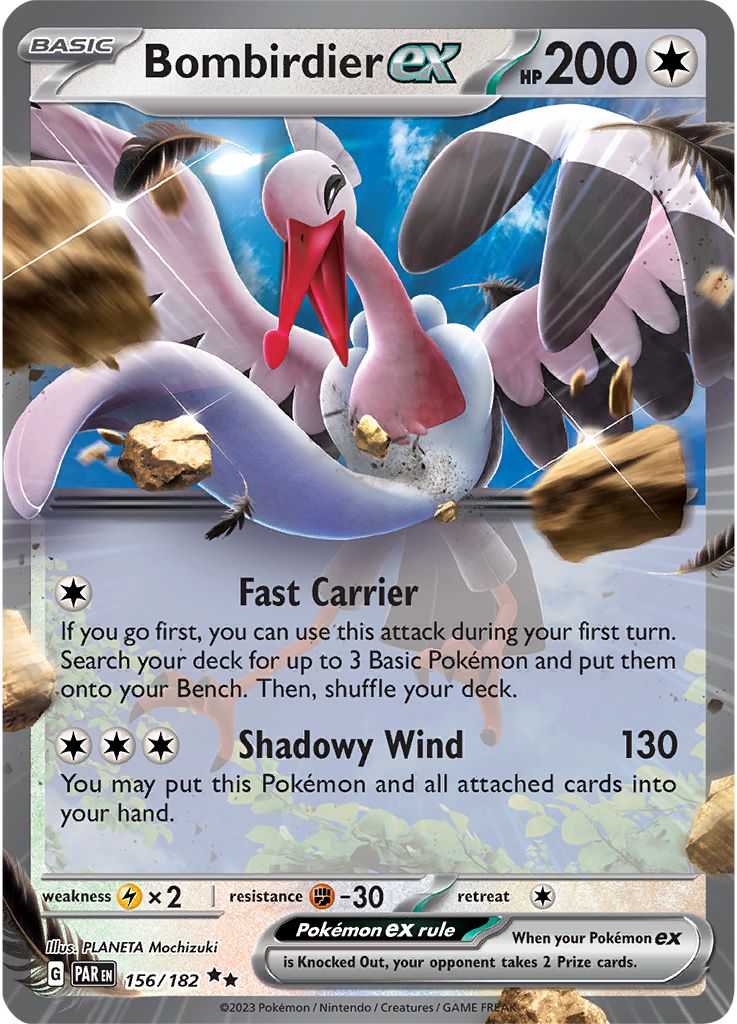 BASIC
Bombirdier ex HP 200
Fast Carrier
If you go first, you can use this attack during your first turn.
Search your deck for up to 3 Basic Pokémon and put them
onto your Bench. Then, shuffle your deck.
Shadowy Wind 130
You may put this Pokémon and all attached cards into
your hand.
weakness ×2 resistance -30 retreat
Illus. PLANETA Mochizuki
Pokémon ex rule When your Pokémon ex
is Knocked Out, your opponent takes 2 Prize cards.
G PAR EN 156/182 ★★
©2023 Pokémon / Nintendo / Creatures / GAME FREAK